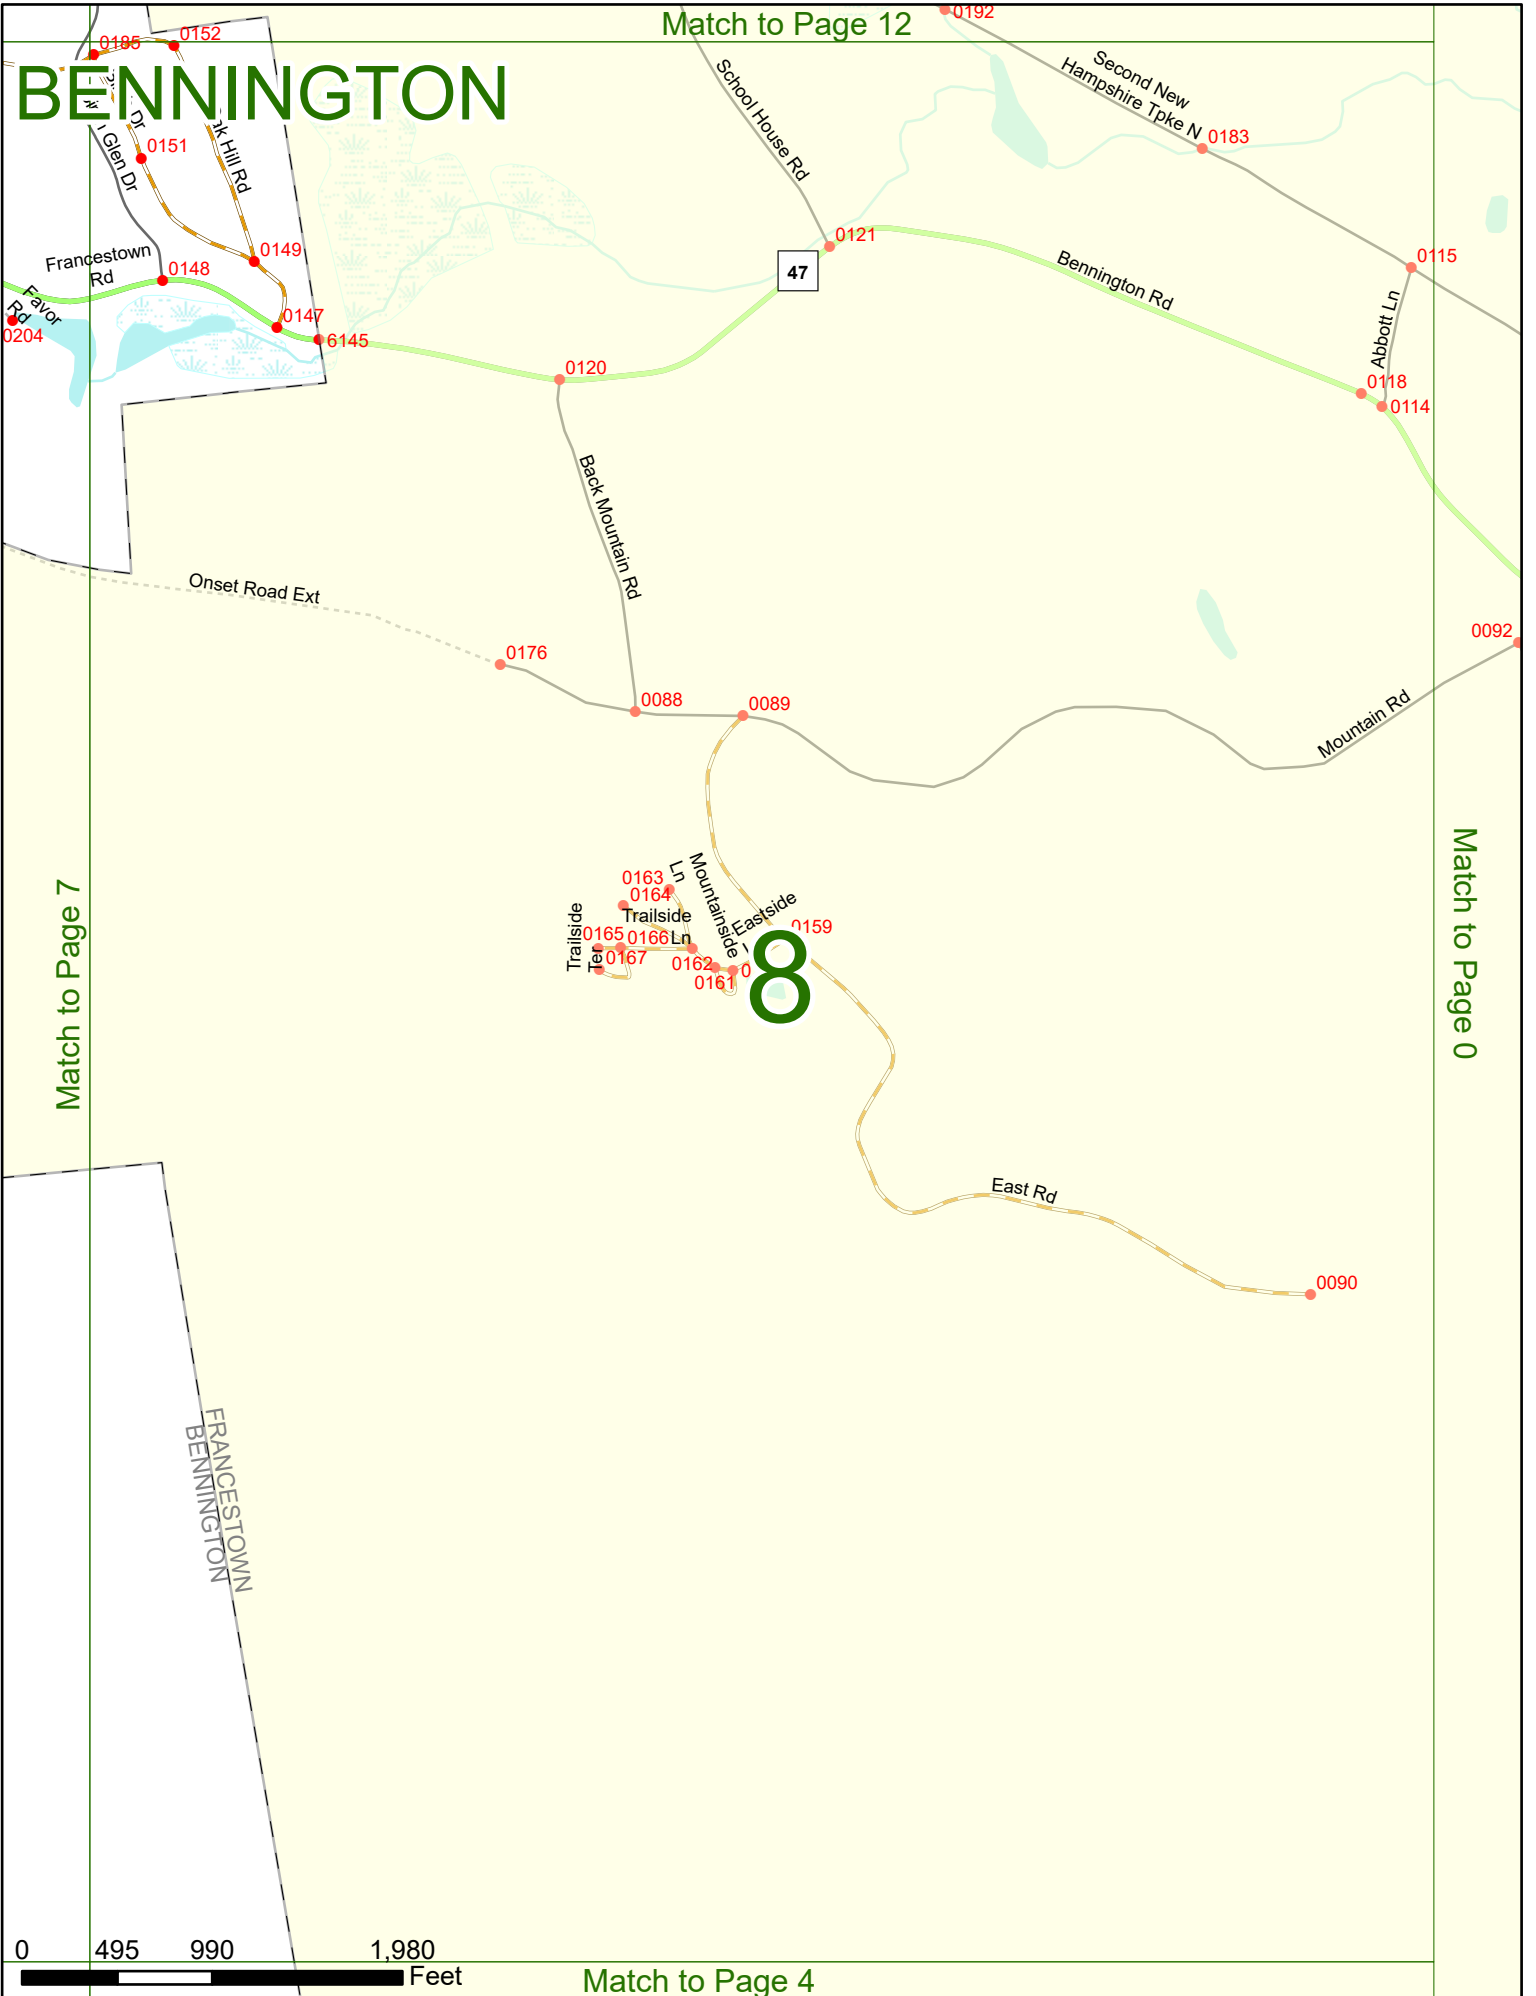 Match to Page 12
0192
0185
0152
BENNINGTON
Second New
Hampshire Tpke N
School House Rd
0183
Dr
0151
Glen Dr
Hill Rd
0121
Francestown
Rd
0149
0148
47
0115
Bennington Rd
Favor
Rd
0204
0147
6145
Abbott Ln
0120
0118
0114
Back Mountain Rd
Onset Road Ext
0092
0176
0088
0089
Mountain Rd
Match to Page 7
Match to Page 0
0163
Ln
0164
Mountainside
Trailside
Ln
Eastside
0159
Trailside
Ter
0165
0166
0167
0162
0161
0
8
East Rd
0090
FRANCESTOWN
BENNINGTON
0 495 990 1,980
Feet
Match to Page 4